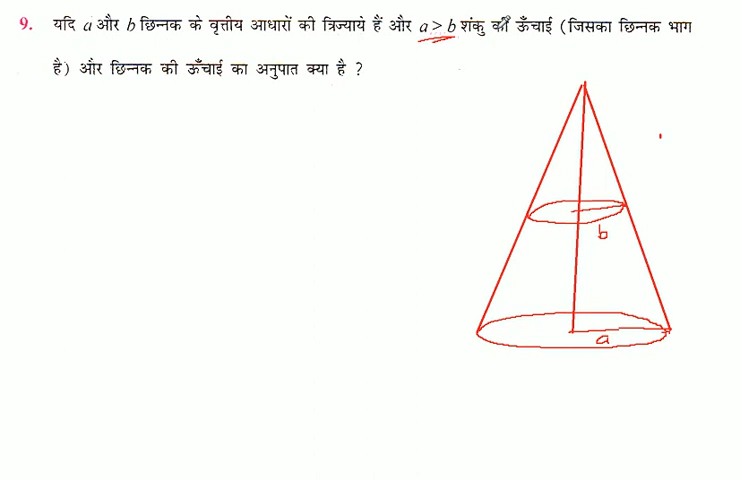 9. यदि a और b छिन्नक के वृत्तीय आधारों की त्रिज्याये हैं और a > b शंकु की ऊँचाई (जिसका छिन्नक भाग
है) और छिन्नक की ऊँचाई का अनुपात क्या है ?
b
a